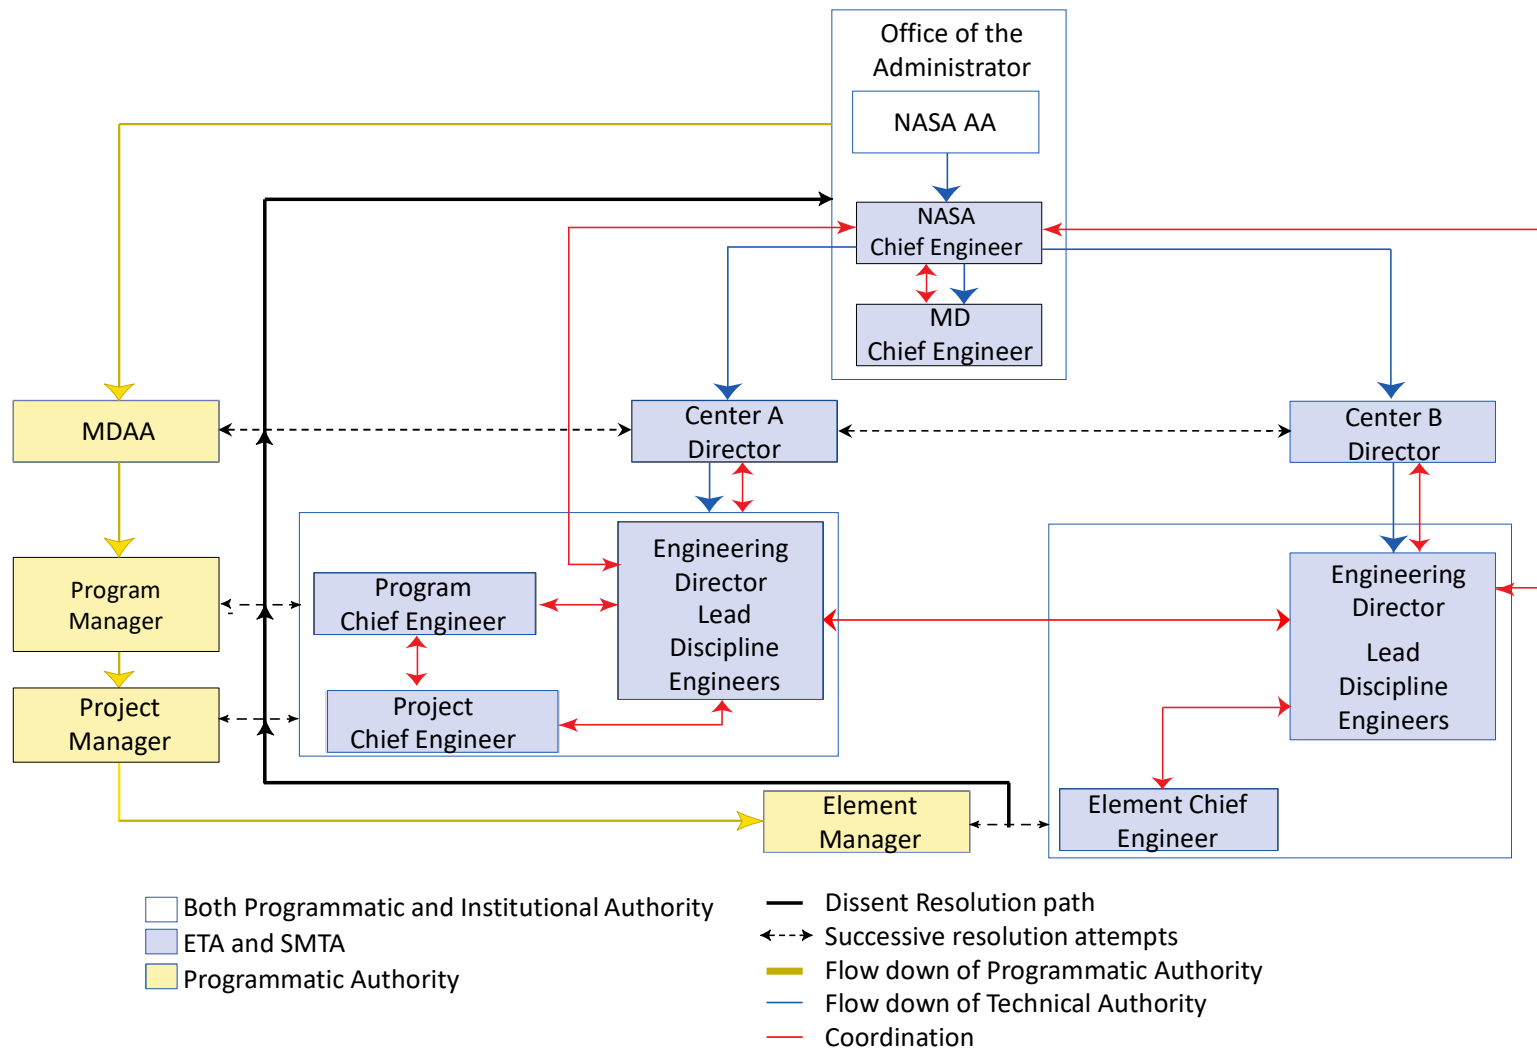 Office of the
Administrator
NASA AA
NASA
Chief Engineer
MD
Chief Engineer
MDAA
Center A
Director
Center B
Director
Program
Manager
Program
Chief Engineer
Engineering
Director
Lead
Discipline
Engineers
Engineering
Director
Lead
Discipline
Engineers
Project
Manager
Project
Chief Engineer
Element
Manager
Element Chief
Engineer
Both Programmatic and Institutional Authority
ETA and SMTA
Programmatic Authority
Dissent Resolution path
Successive resolution attempts
Flow down of Programmatic Authority
Flow down of Technical Authority
Coordination